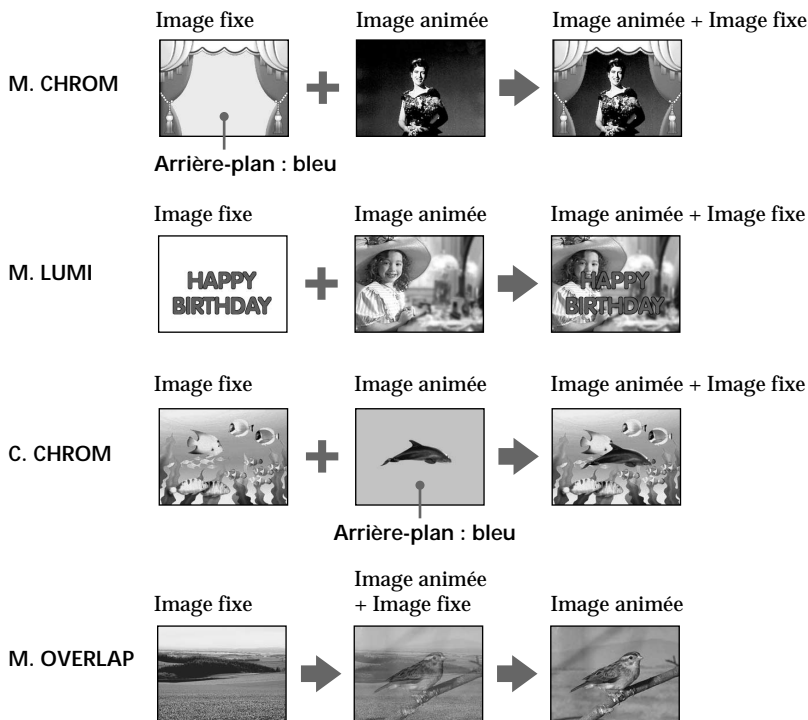 Image fixe
Image animée
Image animée + Image fixe
M. CHROM
Arrière-plan : bleu
Image fixe
Image animée
Image animée + Image fixe
M. LUMI
HAPPY
BIRTHDAY
HAPPY
BIRTHDAY
Image fixe
Image animée
Image animée + Image fixe
C. CHROM
Arrière-plan : bleu
Image fixe
Image animée
+ Image fixe
Image animée
M. OVERLAP